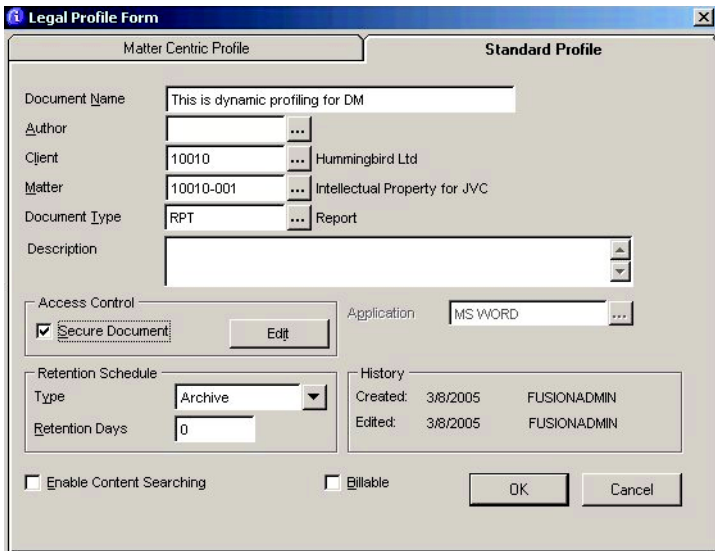 Legal Profile Form
Matter Centric Profile Standard Profile
Document Name This is dynamic profiling for DM
Author ...
Client 10010 ... Hummingbird Ltd
Matter 10010-001 ... Intellectual Property for JVC
Document Type RPT ... Report
Description
Access Control
Secure Document Edit
Application MS WORD ...
Retention Schedule
Type Archive
Retention Days 0
History
Created: 3/8/2005 FUSIONADMIN
Edited: 3/8/2005 FUSIONADMIN
Enable Content Searching Billable OK Cancel